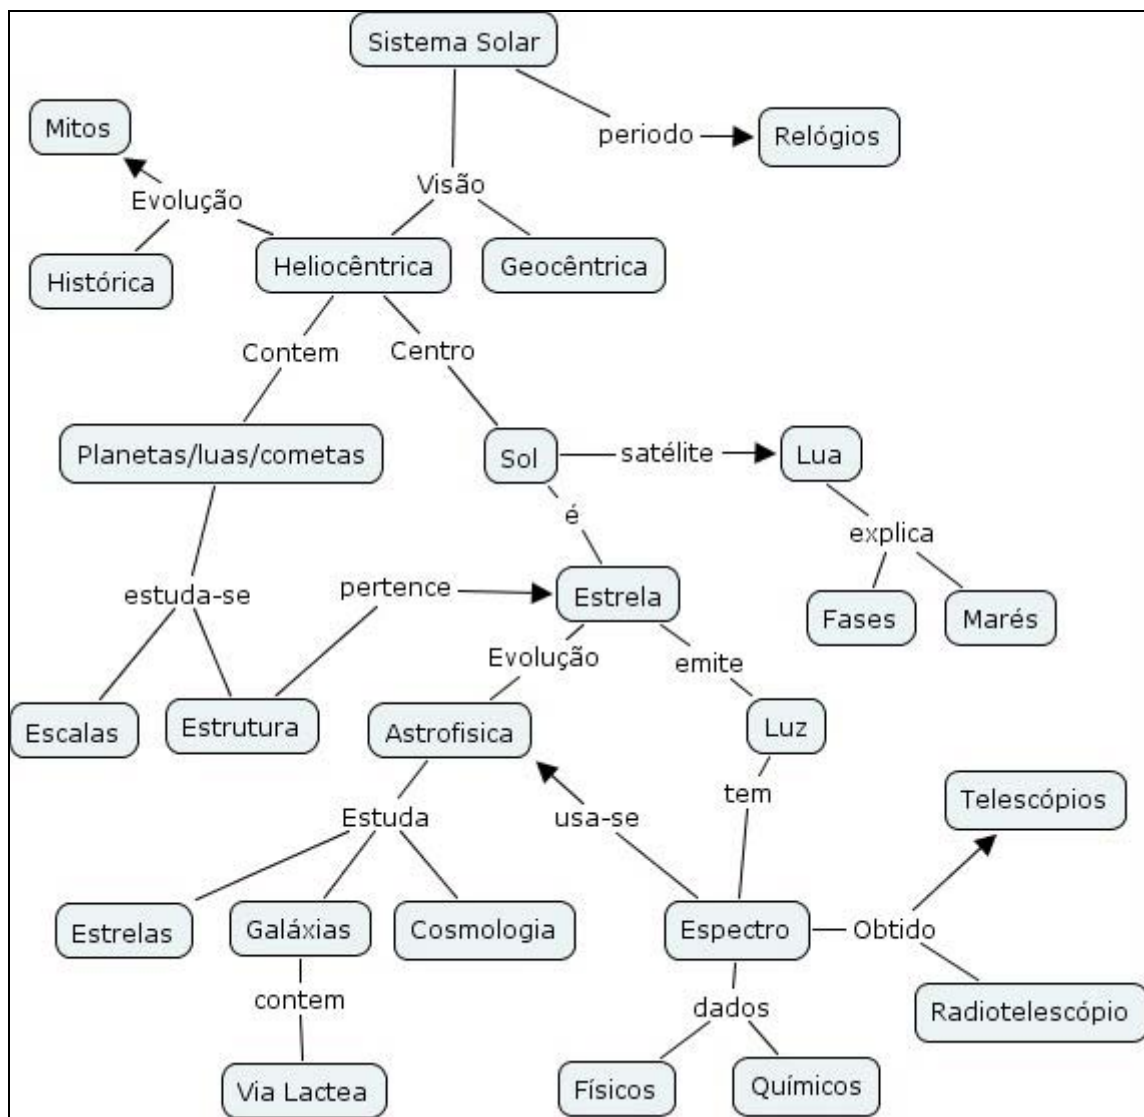 Sistema Solar
Mitos
periodo
Relógios
Evolução
Visão
Histórica
Heliocêntrica
Geocêntrica
Contem
Centro
Planetas/luas/cometas
Sol
satélite
Lua
é
explica
estuda-se
pertence
Estrela
Fases
Marés
Evolução
emite
Escalas
Estrutura
Astrofisica
Luz
tem
Telescópios
Estuda
usa-se
Estrelas
Galáxias
Cosmologia
Espectro
Obtido
contem
dados
Radiotelescópio
Via Lactea
Físicos
Químicos